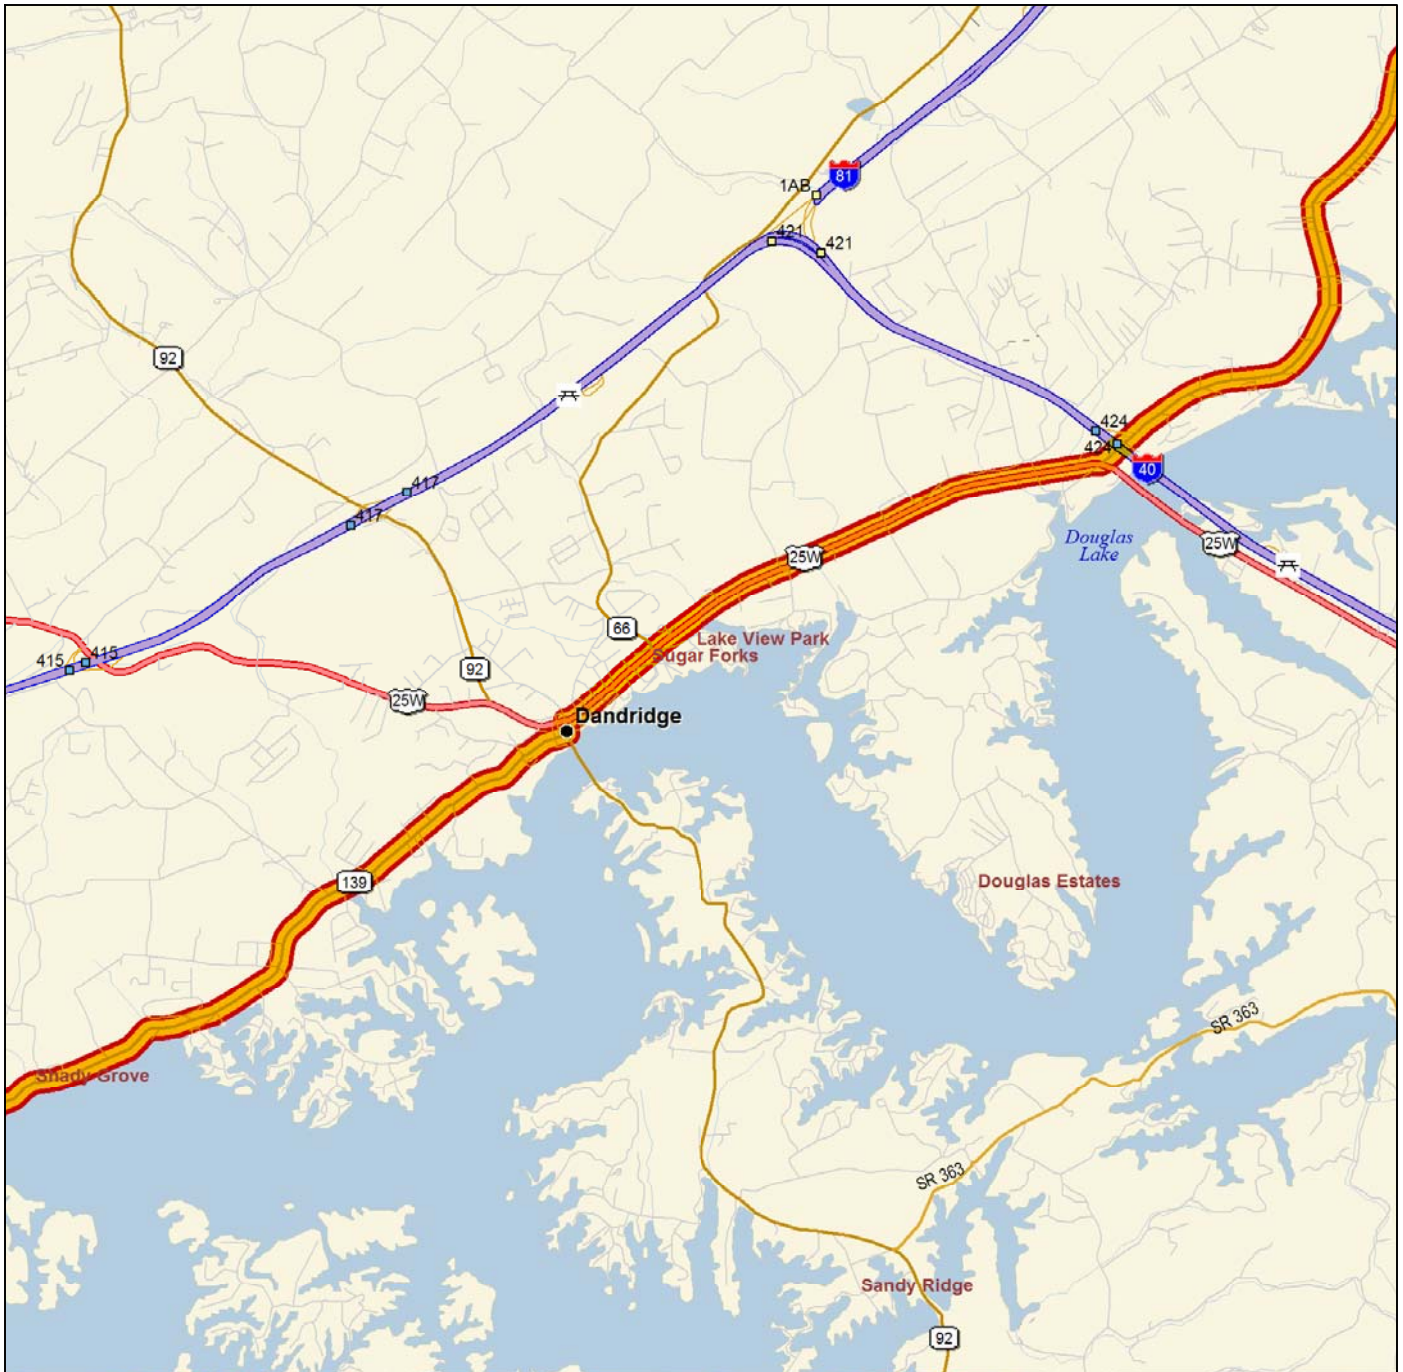 81
1AB
421
421
92
424
424
40
417
417
25W
Douglas
Lake
25W
66
Lake View Park
Sugar Forks
415
415
92
25W
Dandridge
139
Douglas Estates
SR 363
Shady Grove
SR 363
Sandy Ridge
92